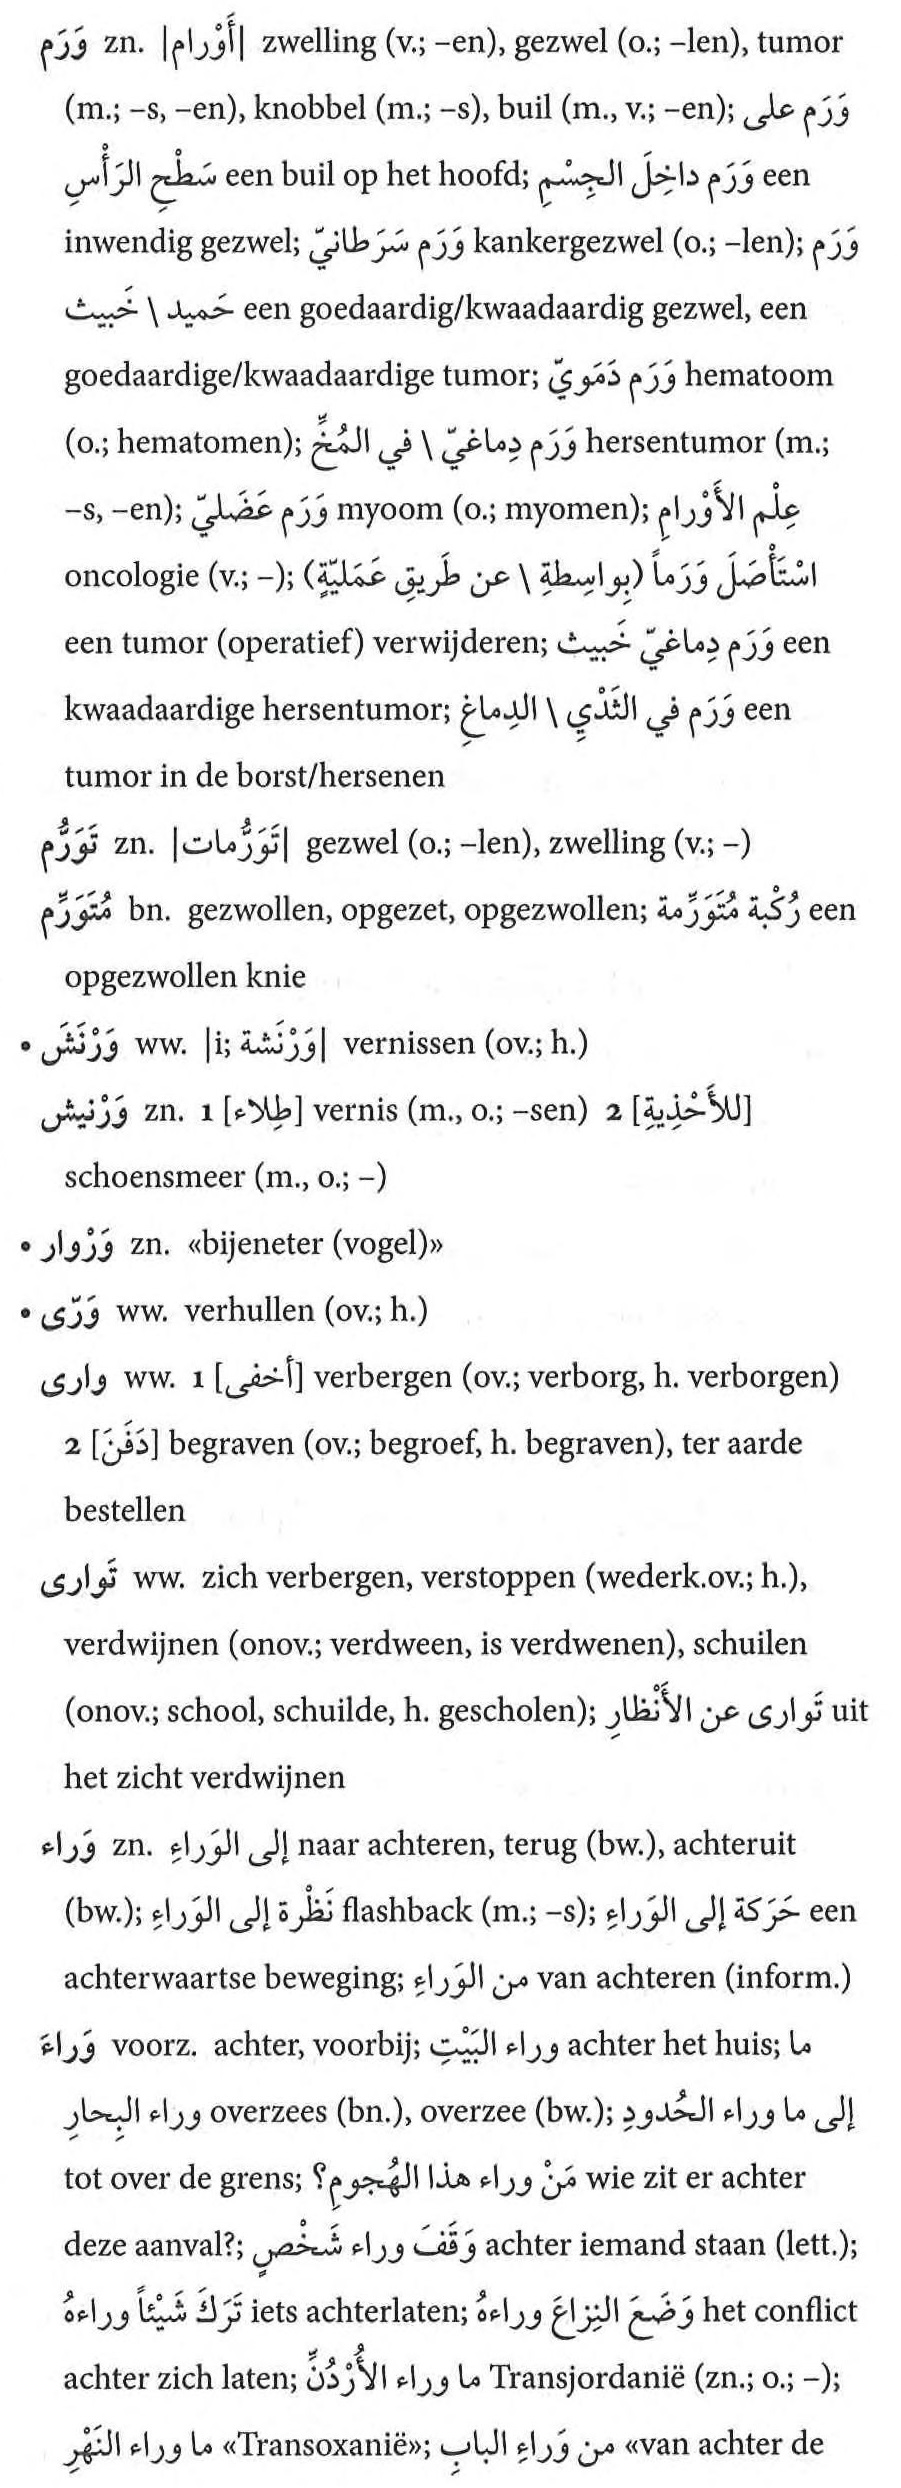 وَرَم zn. |أَوْرام| zwelling (v.; –en), gezwel (o.; –len), tumor
(m.; –s, –en), knobbel (m.; –s), buil (m., v.; –en); وَرَم على
سَطْحِ الرَأْسِ een buil op het hoofd; وَرَم داخِلَ الجِسْمِ een
inwendig gezwel; وَرَم سَرَطانيّ kankergezwel (o.; –len); وَرَم
حَميد \ خَبيث een goedaardig/kwaadaardig gezwel, een
goedaardige/kwaadaardige tumor; وَرَم دَمَويّ hematoom
(o.; hematomen); وَرَم دِماغيّ \ في المُخِّ hersentumor (m.;
–s, –en); وَرَم عَضَليّ myoom (o.; myomen); عِلْم الأَوْرامِ
oncologie (v.; –); اسْتَأْصَلَ وَرَماً (بِواسِطةِ \ عن طَريقِ عَمَليّةٍ)
een tumor (operatief) verwijderen; وَرَم دِماغيّ خَبيث een
kwaadaardige hersentumor; وَرَم في الثَدْيِ \ الدِماغِ een
tumor in de borst/hersenen
تَوَرُّم zn. |تَوَرُّمات| gezwel (o.; –len), zwelling (v.; –)
مُتَوَرِّم bn. gezwollen, opgezet, opgezwollen; رُكْبة مُتَوَرِّمة een
opgezwollen knie
• وَرْنَشَ ww. |i; وَرْنَشة| vernissen (ov.; h.)
وَرْنيش zn. 1 [طِلاء] vernis (m., o.; –sen) 2 [للأَحْذِيةِ]
schoensmeer (m., o.; –)
• وَرْوار zn. «bijeneter (vogel)»
• وَرّى ww. verhullen (ov.; h.)
وارى ww. 1 [أخفى] verbergen (ov.; verborg, h. verborgen)
2 [دَفَنَ] begraven (ov.; begroef, h. begraven), ter aarde
bestellen
تَوارى ww. zich verbergen, verstoppen (wederk.ov.; h.),
verdwijnen (onov.; verdween, is verdwenen), schuilen
(onov.; school, schuilde, h. gescholen); تَوارى عن الأَنْظارِ uit
het zicht verdwijnen
وَراء zn. إلى الوَراءِ naar achteren, terug (bw.), achteruit
(bw.); نَظْرة إلى الوَراءِ flashback (m.; –s); حَرَكة إلى الوَراءِ een
achterwaartse beweging; من الوَراءِ van achteren (inform.)
وَراءَ voorz. achter, voorbij; وراء البَيْتِ achter het huis; ما
وراء البِحارِ overzees (bn.), overzee (bw.); إلى ما وراء الحُدودِ
tot over de grens; مَنْ وراء هذا الهُجومِ؟ wie zit er achter
deze aanval?; وَقَفَ وراء شَخْصٍ achter iemand staan (lett.);
تَرَكَ شَيْئاً وراءهُ iets achterlaten; وَضَعَ النِزاعَ وراءهُ het conflict
achter zich laten; ما وراء الأُرْدُنِّ Transjordanië (zn.; o.; –);
ما وراء النَهْرِ «Transoxanië»; من وَراءِ البابِ «van achter de